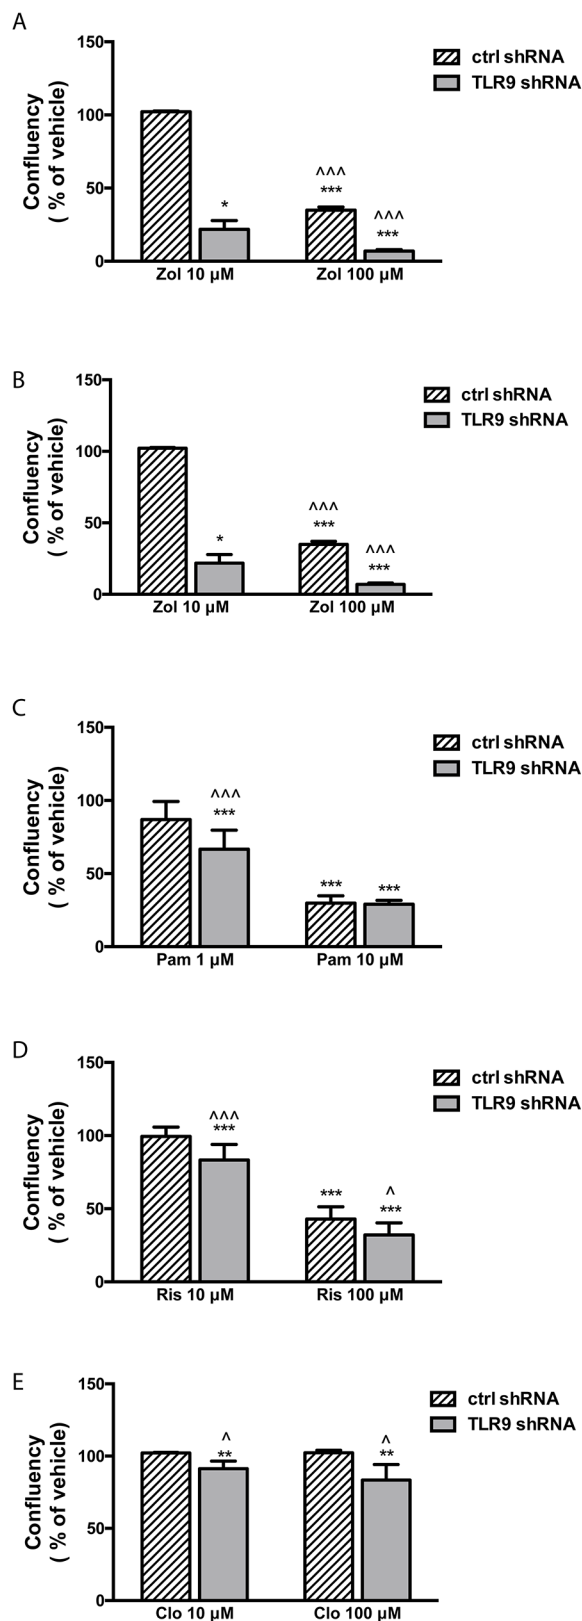 A
150
100
50
0
Confluency
( % of vehicle)
ctrl shRNA
TLR9 shRNA
*
^^^
***
^^^
***
Zol 10 µM
Zol 100 µM
B
150
100
50
0
Confluency
( % of vehicle)
ctrl shRNA
TLR9 shRNA
*
^^^
***
^^^
***
Zol 10 µM
Zol 100 µM
C
150
100
50
0
Confluency
( % of vehicle)
ctrl shRNA
TLR9 shRNA
^^^
***
***
***
Pam 1 µM
Pam 10 µM
D
150
100
50
0
Confluency
( % of vehicle)
ctrl shRNA
TLR9 shRNA
^^^
***
***
^
***
Ris 10 µM
Ris 100 µM
E
150
100
50
0
Confluency
( % of vehicle)
ctrl shRNA
TLR9 shRNA
^
**
^
**
Clo 10 µM
Clo 100 µM